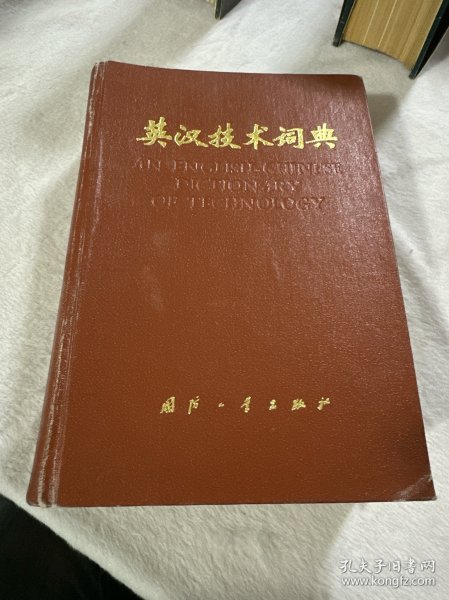 英汉技术词典
AN ENGLISH-CHINESE
DICTIONARY
OF TECHNOLOGY
国防工业出版社
孔夫子旧书网
www.kongfz.com